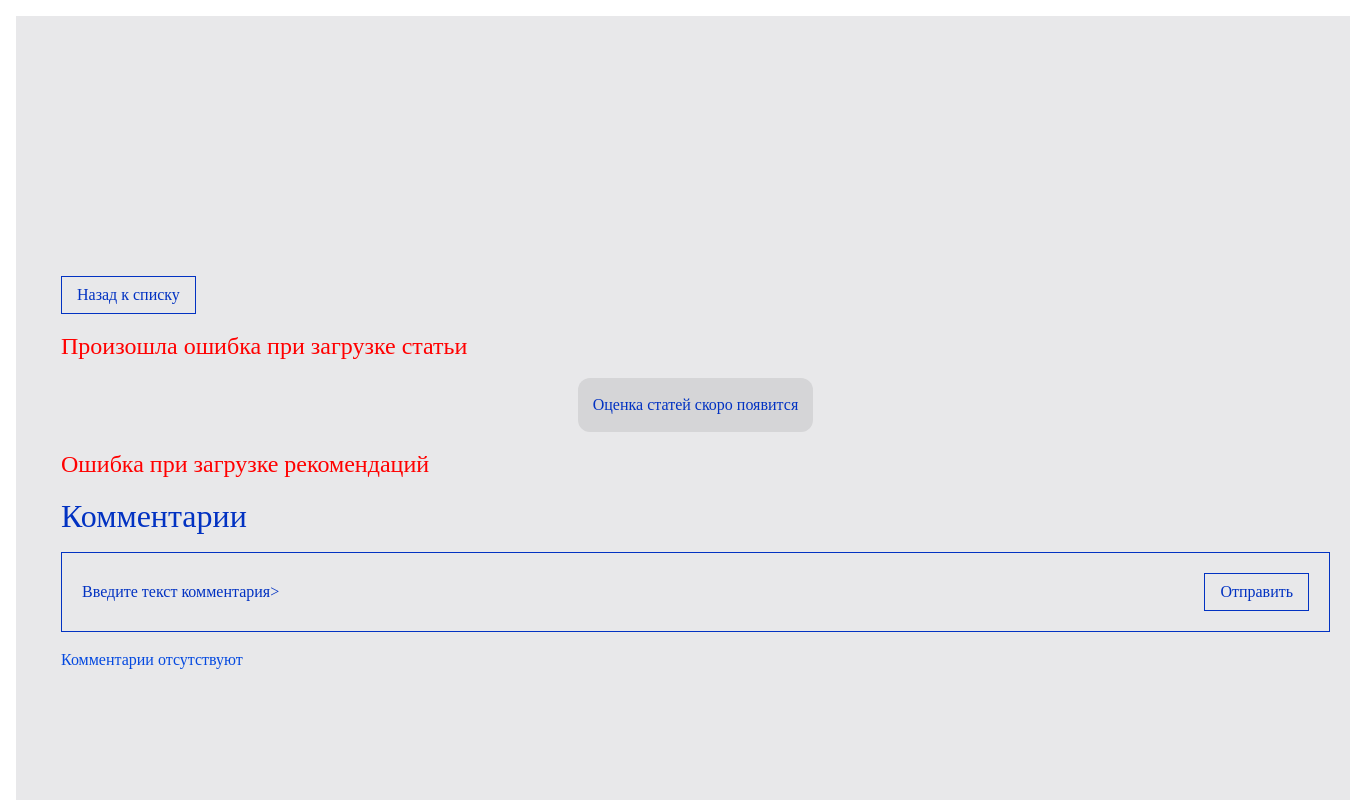 Назад к списку
Произошла ошибка при загрузке статьи
Оценка статей скоро появится
Ошибка при загрузке рекомендаций
Комментарии
Введите текст комментария>
Отправить
Комментарии отсутствуют